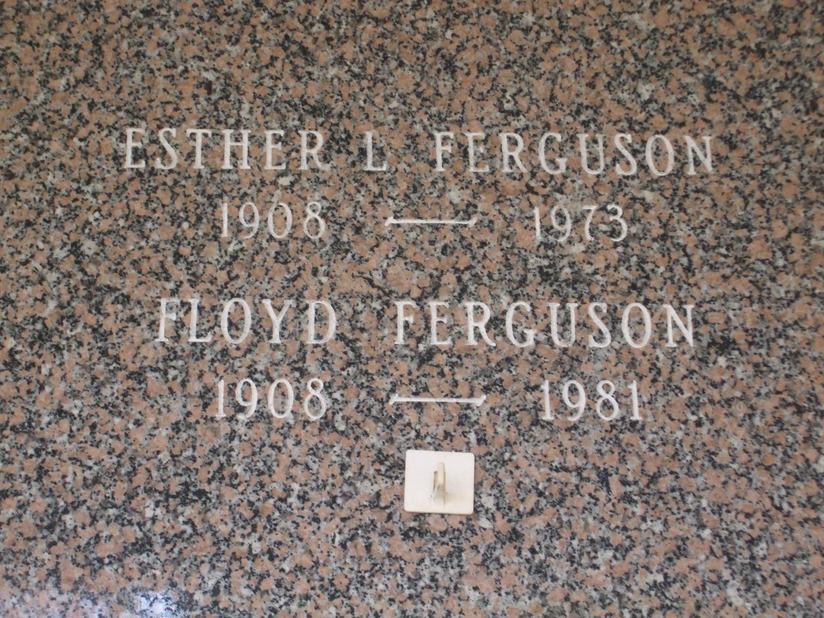 ESTHER L FERGUSON
1908 — 1973
FLOYD FERGUSON
1908 — 1981